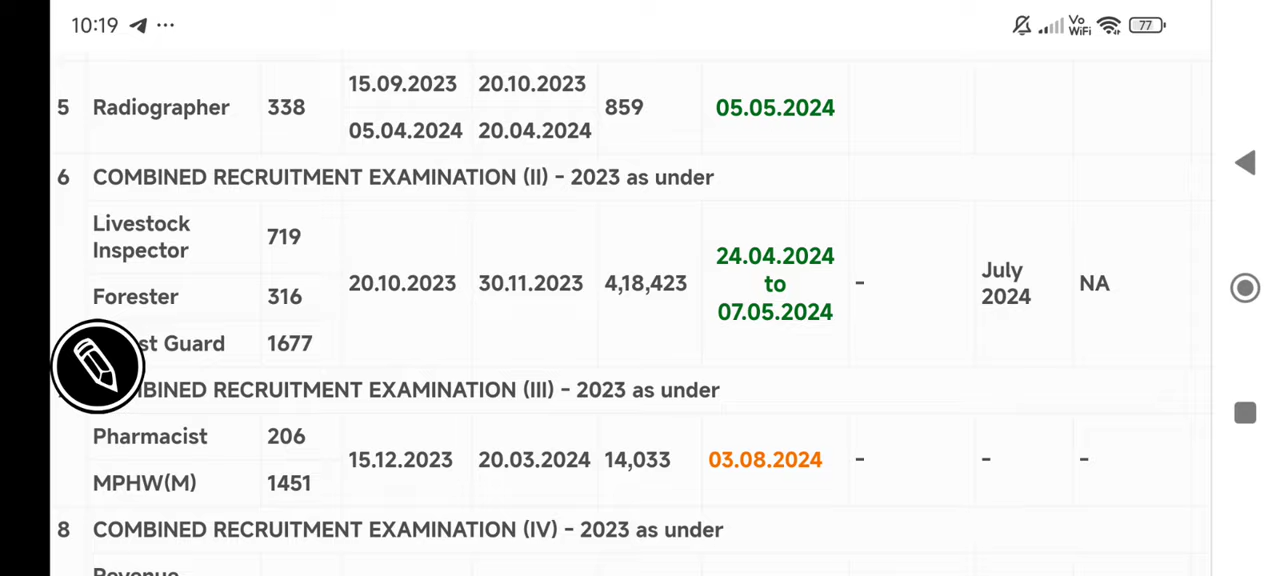 10:19 ...
Vo WiFi 77
5 Radiographer 338 15.09.2023 20.10.2023 859 05.05.2024
05.04.2024 20.04.2024
6 COMBINED RECRUITMENT EXAMINATION (II) - 2023 as under
Livestock Inspector 719 20.10.2023 30.11.2023 4,18,423 24.04.2024 to 07.05.2024 - July 2024 NA
Forester 316
st Guard 1677
BINED RECRUITMENT EXAMINATION (III) - 2023 as under
Pharmacist 206 15.12.2023 20.03.2024 14,033 03.08.2024 - - -
MPHW(M) 1451
8 COMBINED RECRUITMENT EXAMINATION (IV) - 2023 as under
Revenue